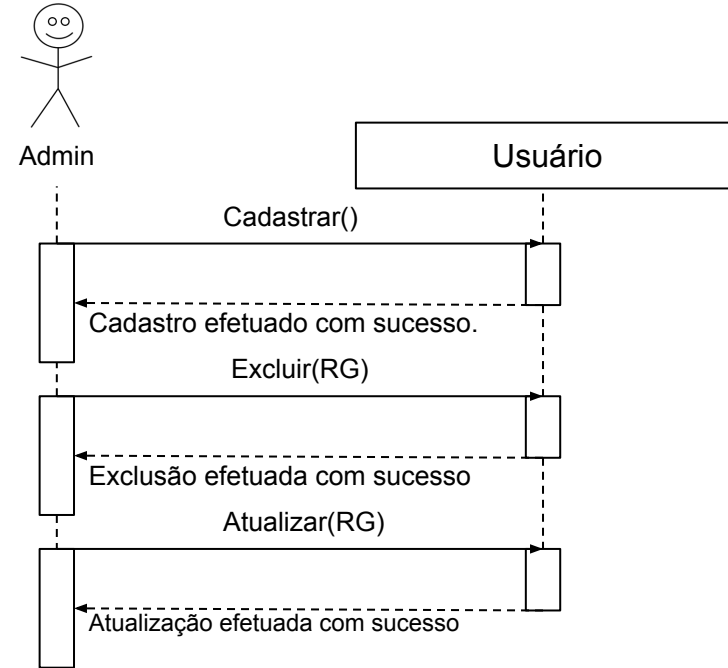 Admin
Usuário
Cadastrar()
Cadastro efetuado com sucesso.
Excluir(RG)
Exclusão efetuada com sucesso
Atualizar(RG)
Atualização efetuada com sucesso